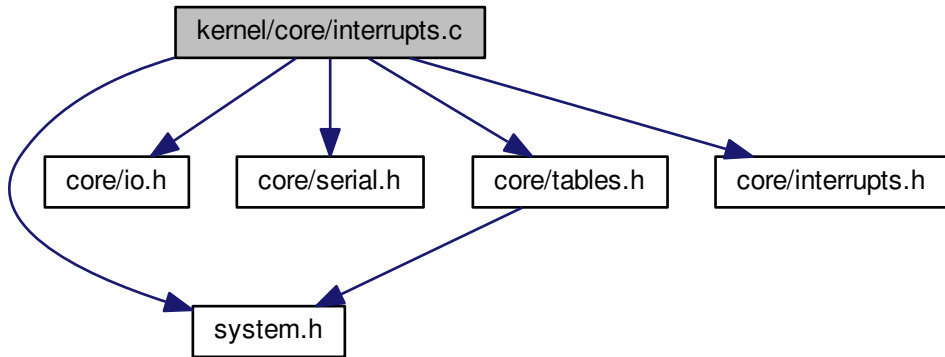 kernel/core/interrupts.c
core/io.h
core/serial.h
core/tables.h
core/interrupts.h
system.h